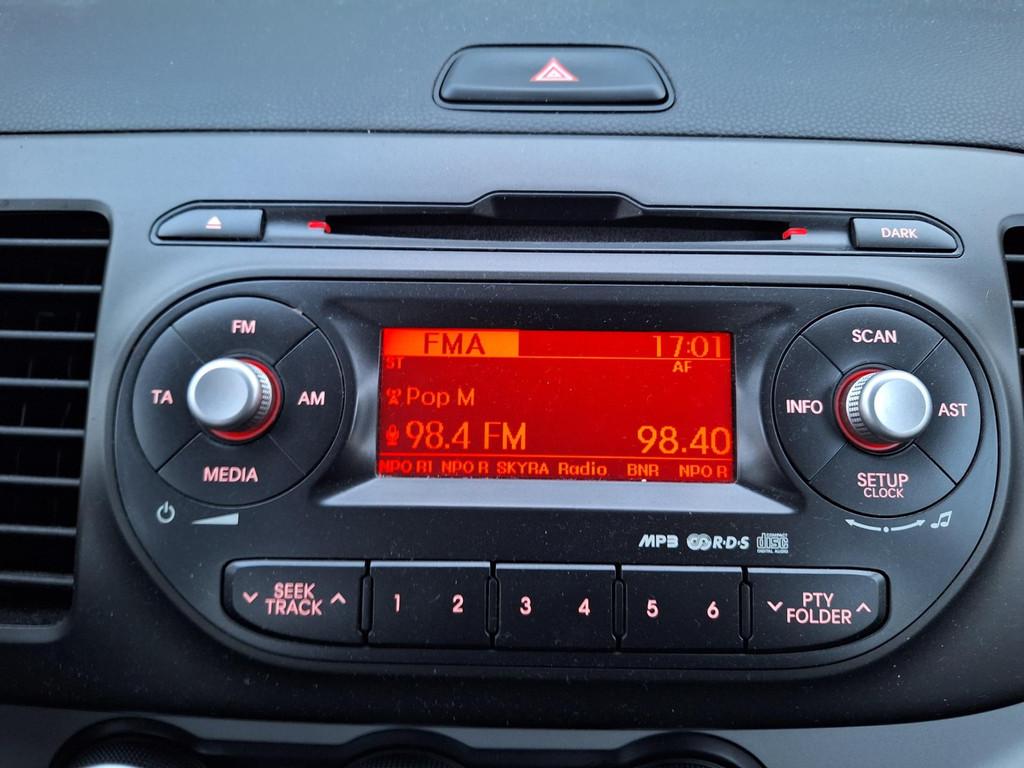 DARK
FM
TA
AM
MEDIA
FMA 17:01
ST AF
Pop M
98.4 FM 98.40
NPO R1 NPO R SKYRA Radio BNR NPO R
SCAN
INFO
AST
SETUP
CLOCK
MP3 R·D·S COMPACT disc DIGITAL AUDIO
SEEK
TRACK
1 2 3 4 5 6
PTY
FOLDER